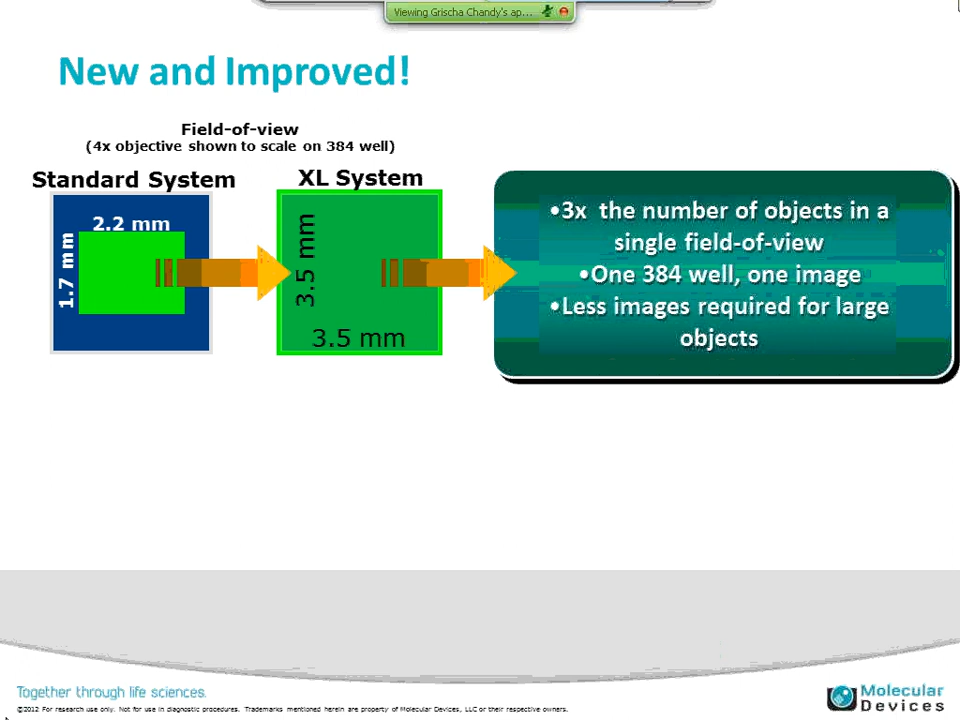 Viewing Grischa Chandy's ap...
New and Improved!
Field-of-view
(4x objective shown to scale on 384 well)
Standard System
XL System
2.2 mm
1.7 mm
3.5 mm
3.5 mm
•3x the number of objects in a
single field-of-view
•One 384 well, one image
•Less images required for large
objects
Together through life sciences.
©2012 For research use only. Not for use in diagnostic procedures. Trademarks mentioned herein are property of Molecular Devices, LLC or their respective owners.
Molecular
Devices